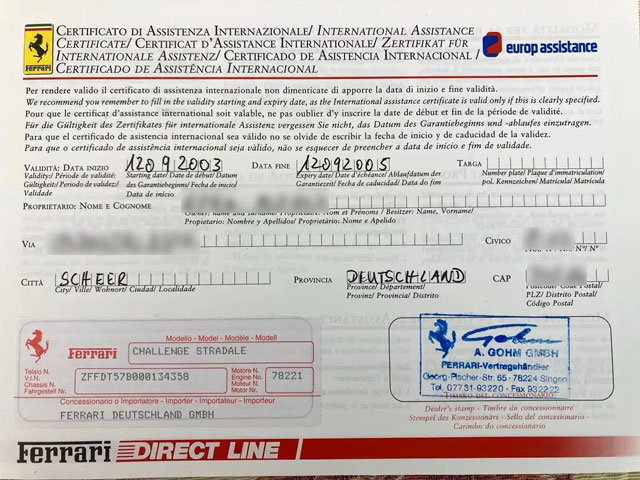 CERTIFICATO DI ASSISTENZA INTERNAZIONALE/ INTERNATIONAL ASSISTANCE
CERTIFICATE/ CERTIFICAT D'ASSISTANCE INTERNATIONALE/ ZERTIFIKAT FÜR
INTERNATIONALE ASSISTENZ/ CERTIFICADO DE ASISTENCIA INTERNACIONAL/
CERTIFICADO DE ASSISTÊNCIA INTERNACIONAL
Ferrari
europ assistance
Per rendere valido il certificato di assistenza internazionale non dimenticate di apporre la data di inizio e fine validità.
We recommend you remember to fill in the validity starting and expiry date, as the International assistance certificate is valid only if this is clearly specified.
Pour que le certificat d'assistance international soit valable, ne pas oublier d'y inscrire la date de début et fin de la période de validité.
Für die Gültigkeit des Zertifikates für internationale Assistenz vergessen Sie nicht, das Datum des Garantiebeginns und -ablaufes einzutragen.
Para que el certificado de assistencia internacional sea válido no se olvide de escribir la fecha de inicio y de caducidad de la validez.
Para que o certificado de assistência internacional seja válido, não se esquecer de preencher a data de início e fim de validade.
VALIDITÀ: DATA INIZIO 12092003 DATA FINE 12092005 TARGA
Validity/ Période de validité: Starting date/ Date de début/ Datum Expiry date/ Date d'échéance/ Ablaufdatum der Number plate/ Plaque d'immatriculation/
Gültigkeit/ Período de validez/ des Garantiebeginns/ Fecha de inicio/ Garantiezeit/ Fecha de caducidad/ Data do fim pol. Kennzeichen/ Matrícula/ Matrícula
Validade Data de início
PROPRIETARIO: NOME E COGNOME
Owner: name and surname/ Propriétaire: Nom et Prénoms / Besitzer: Name, Vorname/
Propietario: Nombre y Apellidos/ Proprietario: Nome e Apelido
VIA CIVICO
N°/ N°
CITTÀ SCHEER PROVINCIA DEUTSCHLAND CAP
City/ Ville/ Wohnort/ Ciudad/ Localidade Province/ Département/ Postcode/ Code Postal/
Provinz/ Provincia/ Distrito PLZ/ Distrito Postal/
Código Postal
Modello - Model - Modèle - Modell
Ferrari CHALLENGE STRADALE
Telaio N.
V.I.N.
Chassis N.
Fahrgestell Nr.
ZFFDT57B000134358
Motore N.
Engine No.
Moteur N.
Motor Nr.
78221
Concessionario o Importatore - Importer - Importateur - Importeur
FERRARI DEUTSCHLAND GMBH
Gohm
A. GOHM GMBH
FERRARI-Vertragehändler
Georg-Fischer-Str. 65 - 78224 Singen
Tel. 07731-93220 - Fax 932222
TIMBRO DEL CONCESSIONARIO
Dealer's stamp - Timbre du concessionnaire
Stempel des Konzessionärs - Sello del concesionario -
Carimbo do concessionário
Ferrari DIRECT LINE